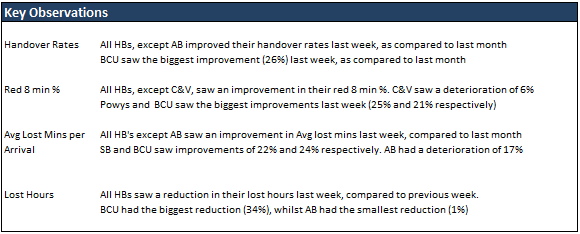 Key Observations
Handover Rates All HBs, except AB improved their handover rates last week, as compared to last month
BCU saw the biggest improvement (26%) last week, as compared to last month
Red 8 min % All HBs, except C&V, saw an improvement in their red 8 min %. C&V saw a deterioration of 6%
Powys and BCU saw the biggest improvements last week (25% and 21% respectively)
Avg Lost Mins per All HB's except AB saw an improvement in Avg lost mins last week, compared to last month
Arrival SB and BCU saw improvements of 22% and 24% respectively. AB had a deterioration of 17%
Lost Hours All HBs saw a reduction in their lost hours last week, compared to previous week.
BCU had the biggest reduction (34%), whilst AB had the smallest reduction (1%)